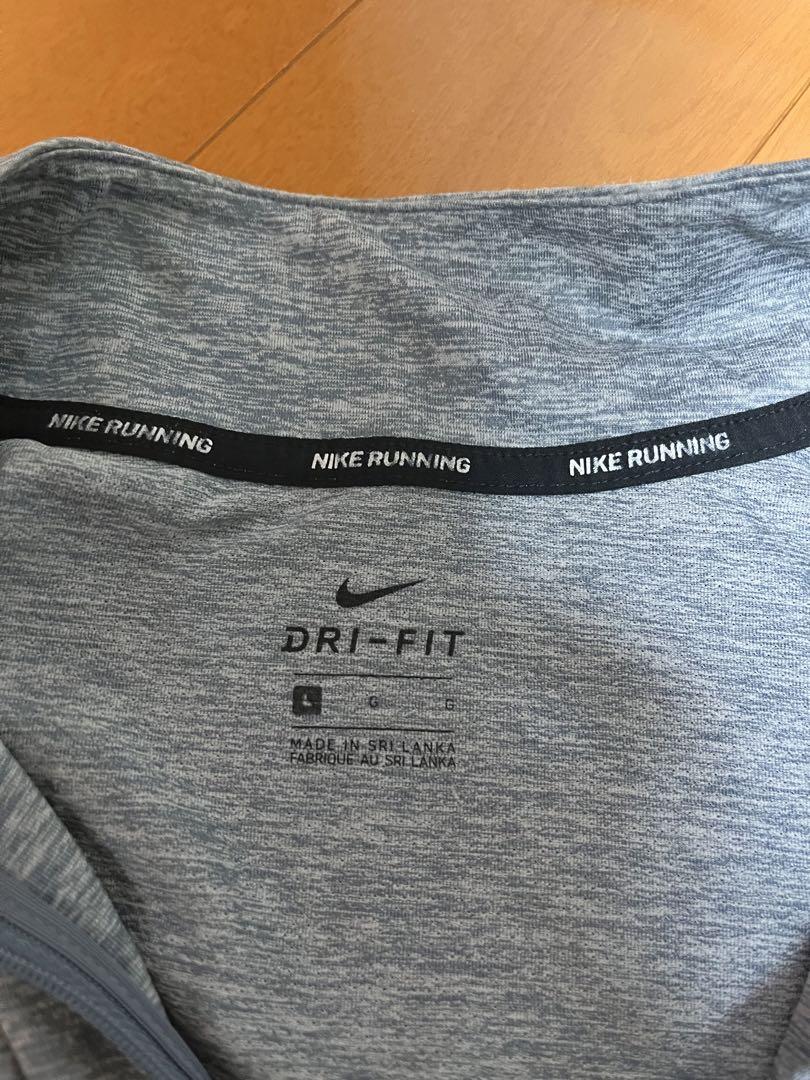 NIKE RUNNING NIKE RUNNING NIKE RUNNING
DRI-FIT
L G G
MADE IN SRI LANKA
FABRIQUE AU SRI LANKA